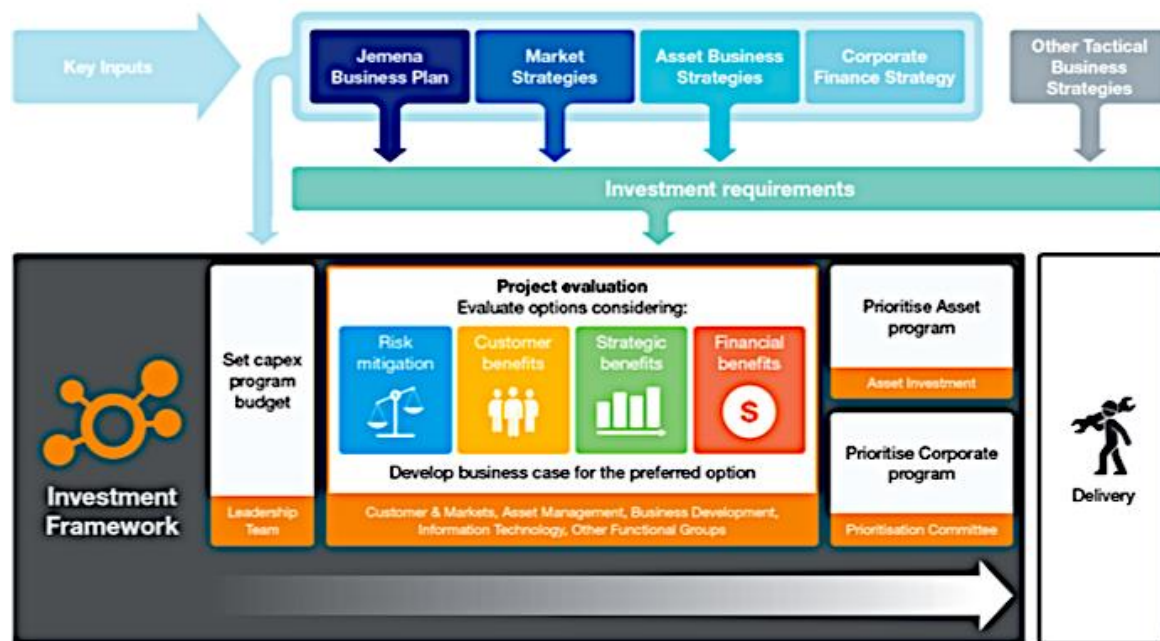 Key Inputs
Jemena
Business Plan
Market
Strategies
Asset Business
Strategies
Corporate
Finance Strategy
Other Tactical
Business
Strategies
Investment requirements
Investment
Framework
Set capex
program
budget
Leadership
Team
Project evaluation
Evaluate options considering:
Risk
mitigation
Customer
benefits
Strategic
benefits
Financial
benefits
S
Develop business case for the preferred option
Customer & Markets, Asset Management, Business Development,
Information Technology, Other Functional Groups
Prioritise Asset
program
Asset Investment
Prioritise Corporate
program
Prioritisation Committee
Delivery